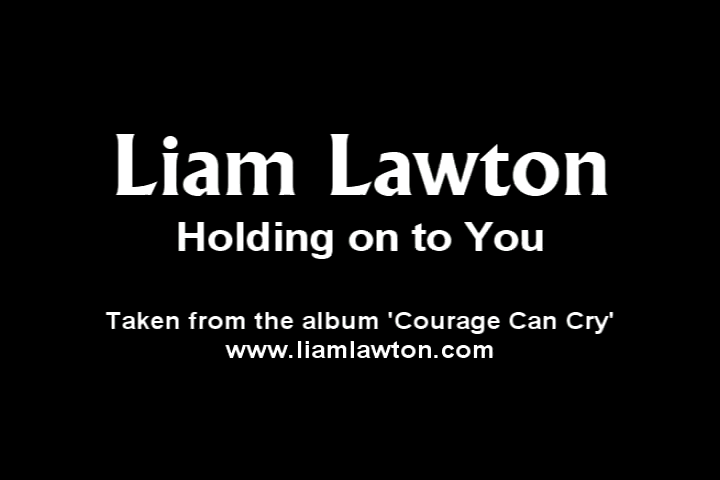 Liam Lawton
Holding on to You
Taken from the album 'Courage Can Cry'
www.liamlawton.com